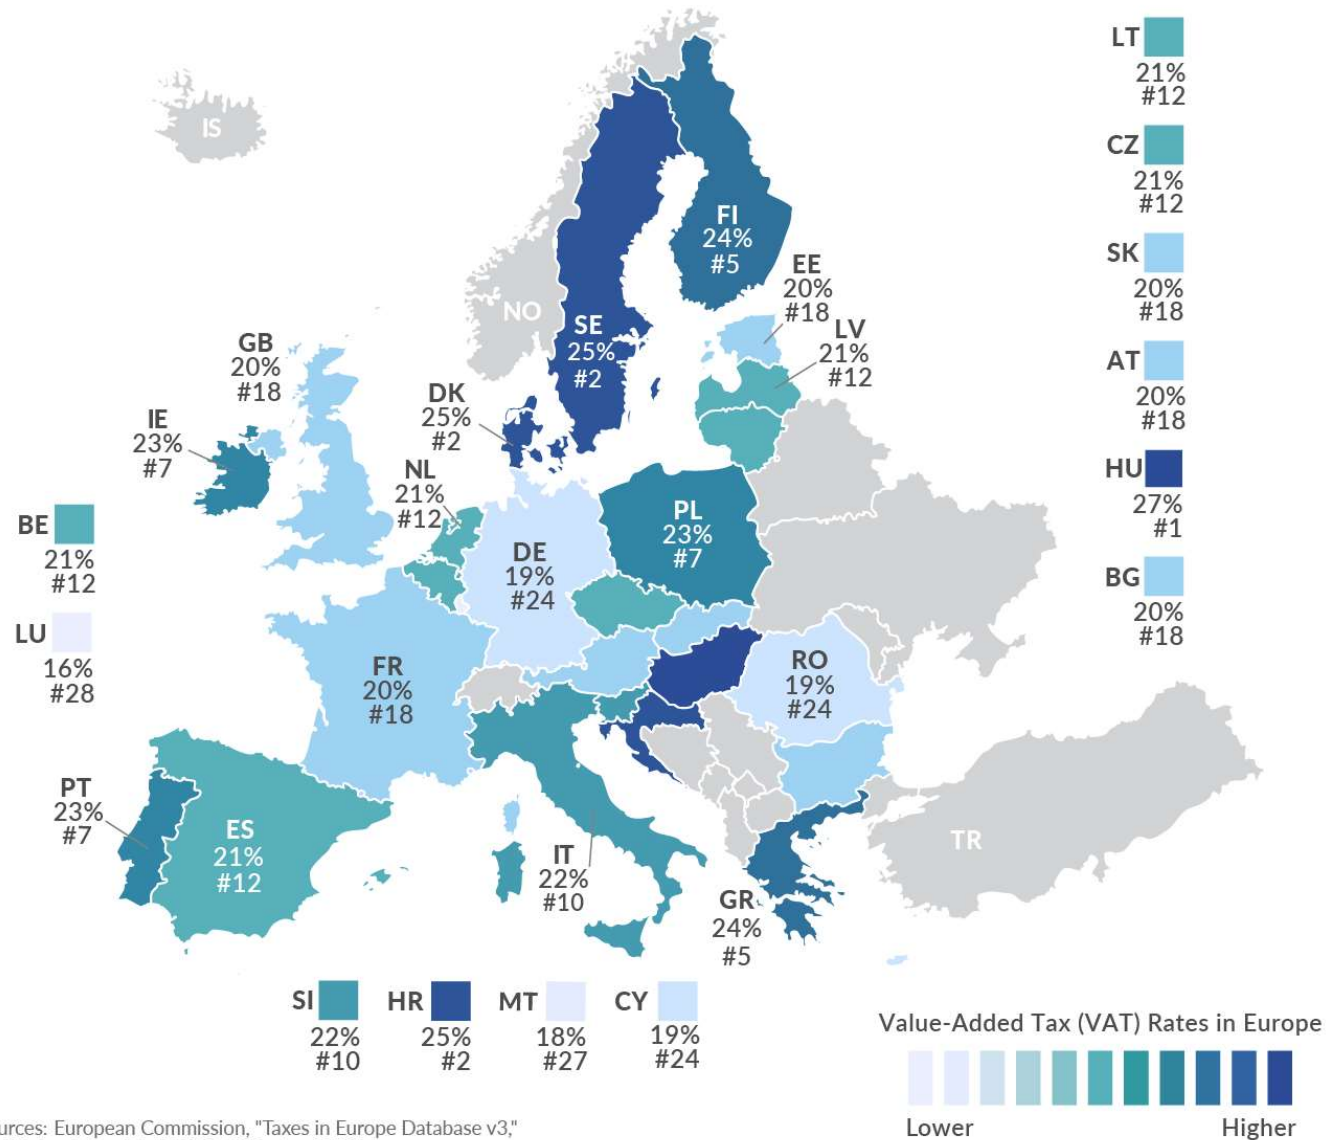 IS
NO
SE
25%
#2
FI
24%
#5
EE
20%
#18
LV
21%
#12
GB
20%
#18
IE
23%
#7
DK
25%
#2
NL
21%
#12
BE
21%
#12
LU
16%
#28
DE
19%
#24
PL
23%
#7
FR
20%
#18
RO
19%
#24
PT
23%
#7
ES
21%
#12
IT
22%
#10
GR
24%
#5
TR
LT
21%
#12
CZ
21%
#12
SK
20%
#18
AT
20%
#18
HU
27%
#1
BG
20%
#18
SI
22%
#10
HR
25%
#2
MT
18%
#27
CY
19%
#24
Value-Added Tax (VAT) Rates in Europe
Lower Higher
urces: European Commission, "Taxes in Europe Database v3,"